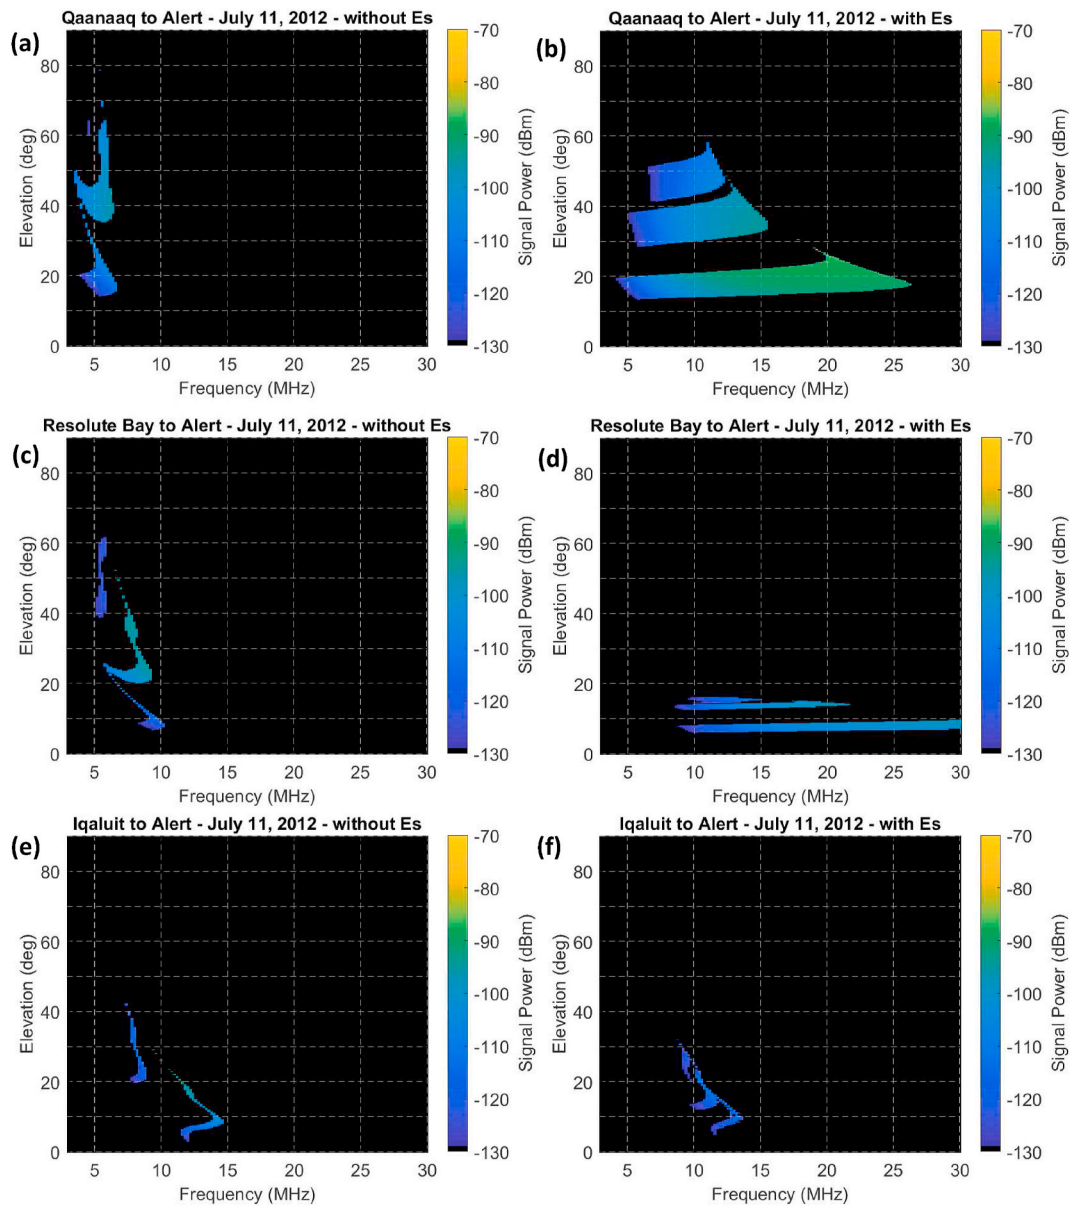 Qaanaaq to Alert - July 11, 2012 - without Es
(a)
80
60
40
20
0
Elevation (deg)
5 10 15 20 25 30
Frequency (MHz)
-70
-80
-90
-100
-110
-120
-130
Signal Power (dBm)
Qaanaaq to Alert - July 11, 2012 - with Es
(b)
80
60
40
20
0
Elevation (deg)
5 10 15 20 25 30
Frequency (MHz)
-70
-80
-90
-100
-110
-120
-130
Signal Power (dBm)
Resolute Bay to Alert - July 11, 2012 - without Es
(c)
80
60
40
20
0
Elevation (deg)
5 10 15 20 25 30
Frequency (MHz)
-70
-80
-90
-100
-110
-120
-130
Signal Power (dBm)
Resolute Bay to Alert - July 11, 2012 - with Es
(d)
80
60
40
20
0
Elevation (deg)
5 10 15 20 25 30
Frequency (MHz)
-70
-80
-90
-100
-110
-120
-130
Signal Power (dBm)
Iqaluit to Alert - July 11, 2012 - without Es
(e)
80
60
40
20
0
Elevation (deg)
5 10 15 20 25 30
Frequency (MHz)
-70
-80
-90
-100
-110
-120
-130
Signal Power (dBm)
Iqaluit to Alert - July 11, 2012 - with Es
(f)
80
60
40
20
0
Elevation (deg)
5 10 15 20 25 30
Frequency (MHz)
-70
-80
-90
-100
-110
-120
-130
Signal Power (dBm)